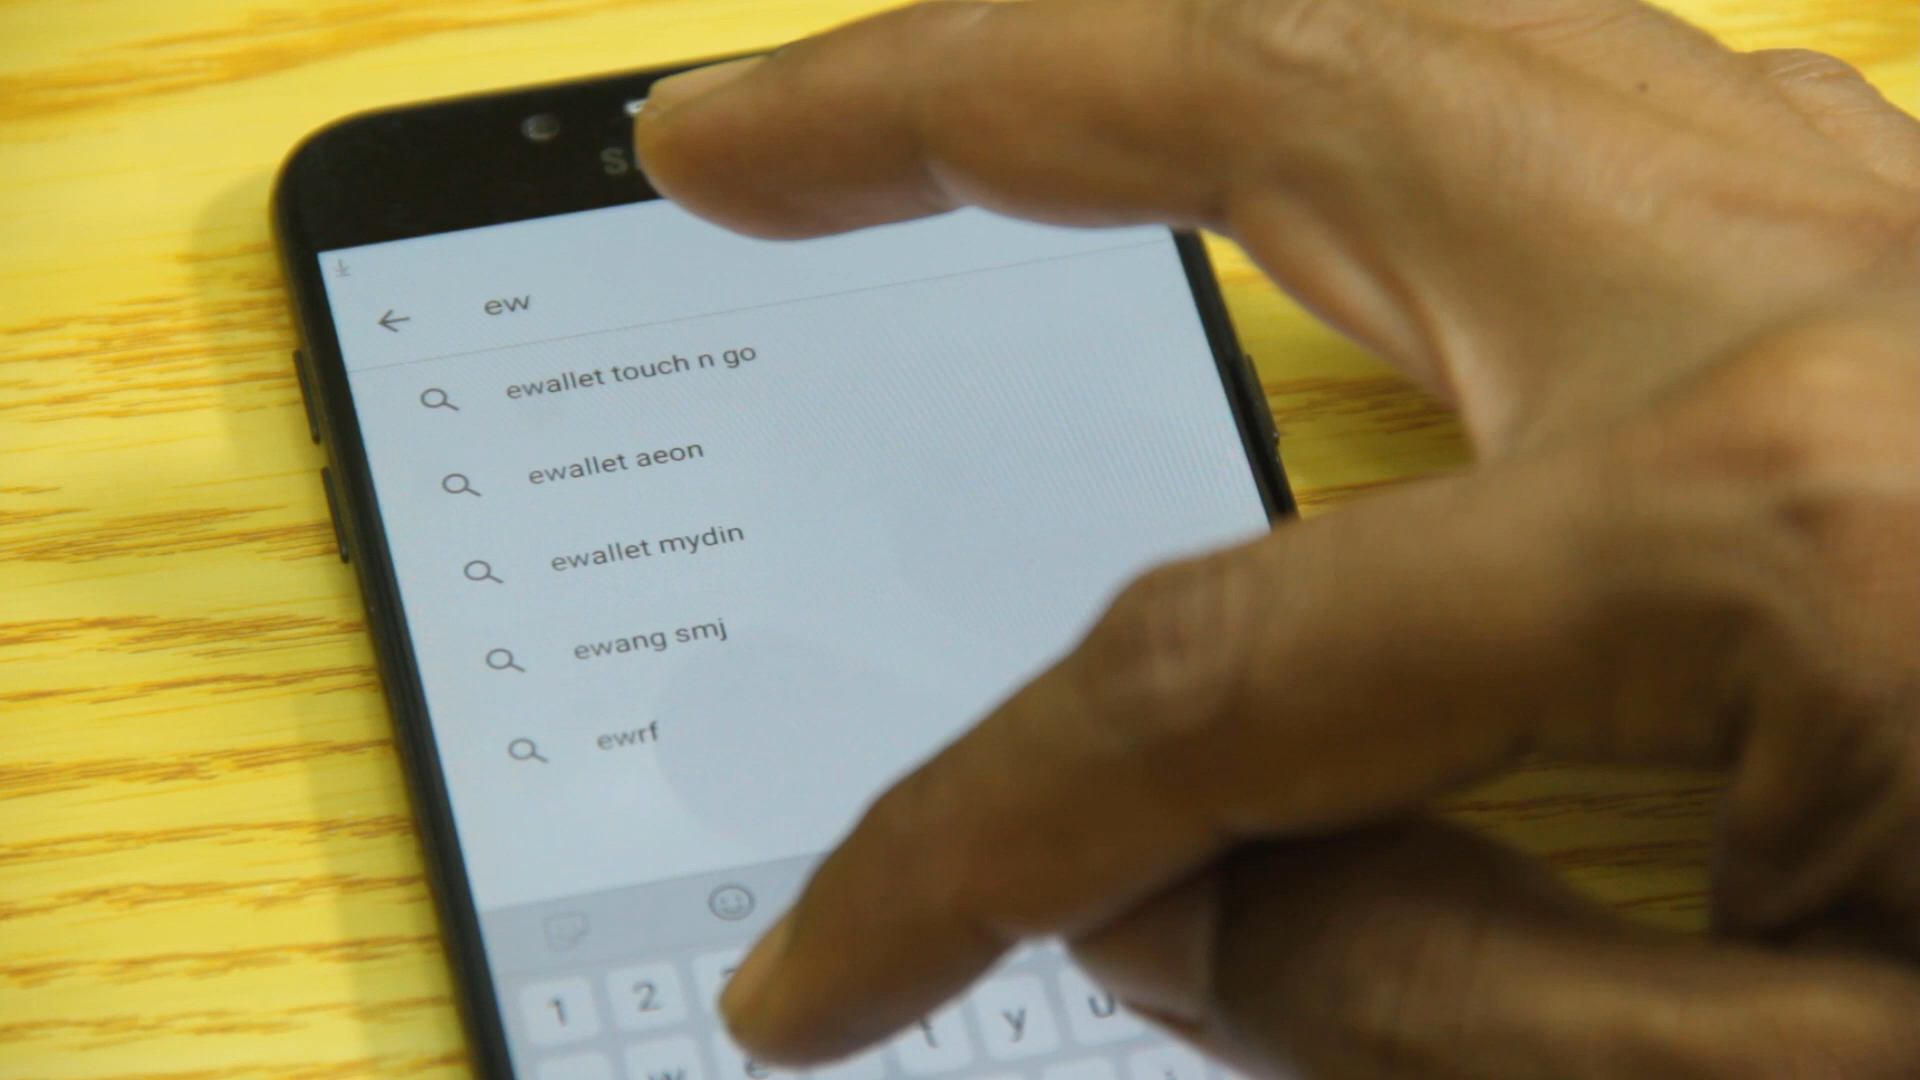 ew
ewallet touch n go
ewallet aeon
ewallet mydin
ewang smj
ewrf
1 2
t y u
w e